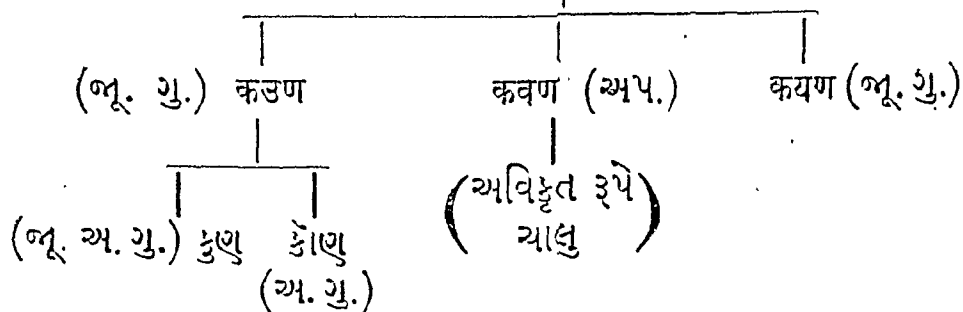 (જૂ. ગુ.) कउण कवण (અપ.) कयण (જૂ. ગુ.)
(અવિકૃત રૂપે
ચાલુ)
(જૂ. અ. ગુ.) કુણ કૉણ
(અ. ગુ.)